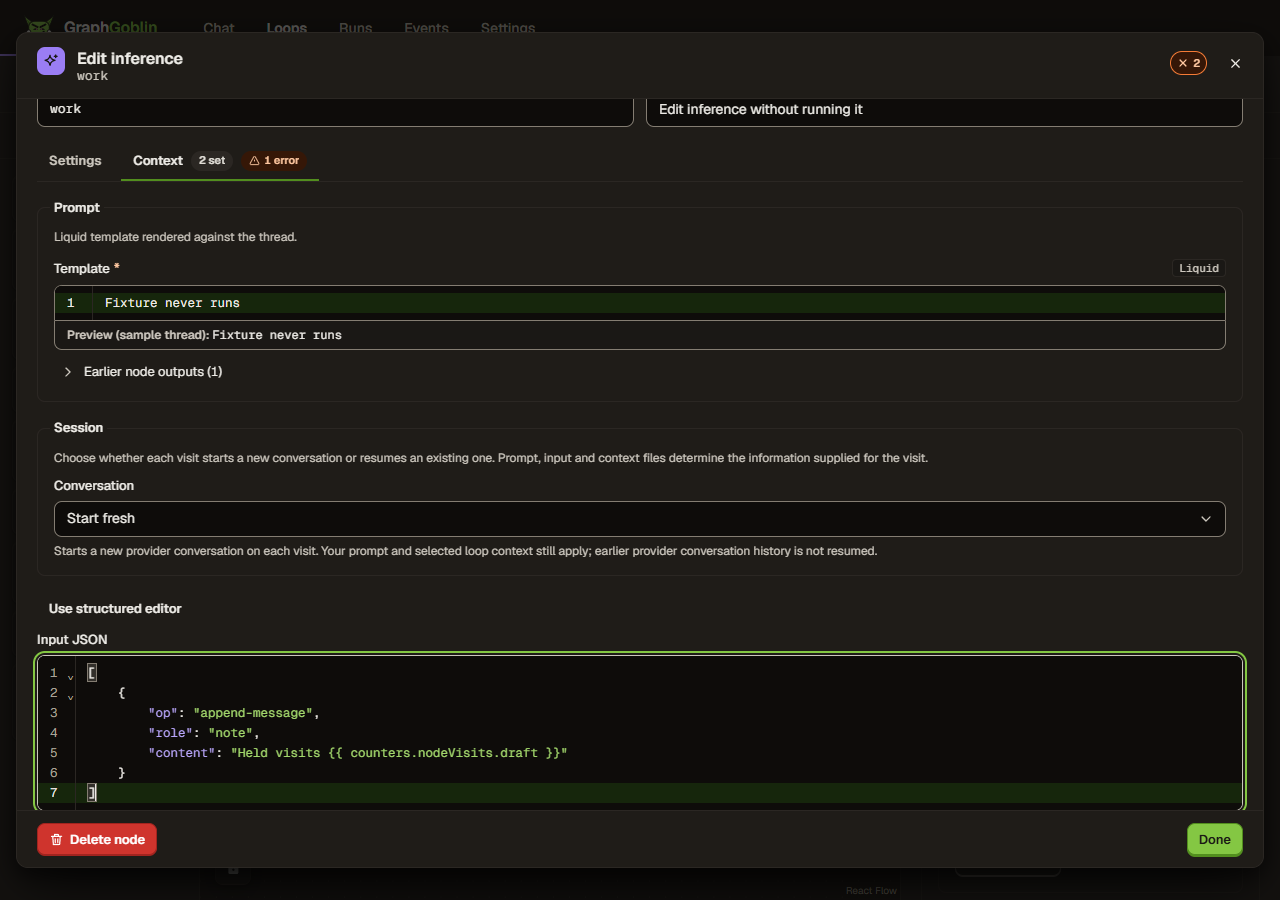 GraphGoblin Chat Loops Runs Events Settings
Edit inference
work
2
work
Edit inference without running it
Settings Context 2 set 1 error
Prompt
Liquid template rendered against the thread.
Template *
Liquid
1 Fixture never runs
Preview (sample thread): Fixture never runs
Earlier node outputs (1)
Session
Choose whether each visit starts a new conversation or resumes an existing one. Prompt, input and context files determine the information supplied for the visit.
Conversation
Start fresh
Starts a new provider conversation on each visit. Your prompt and selected loop context still apply; earlier provider conversation history is not resumed.
Use structured editor
Input JSON
1 [
2 {
3 "op": "append-message",
4 "role": "note",
5 "content": "Held visits {{ counters.nodeVisits.draft }}"
6 }
7 ]
Delete node
Done
React Flow